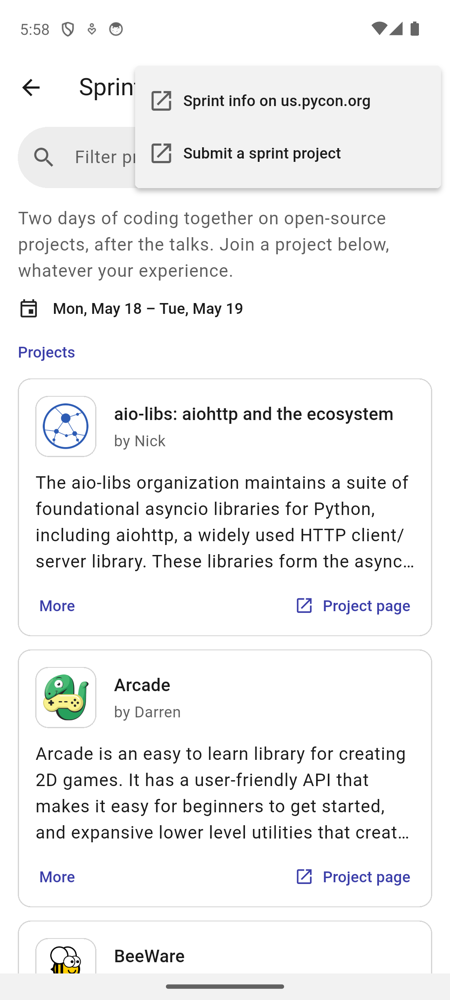 5:58
Sprin
Sprint info on us.pycon.org
Submit a sprint project
Filter pr
Two days of coding together on open-source
projects, after the talks. Join a project below,
whatever your experience.
Mon, May 18 – Tue, May 19
Projects
aio-libs: aiohttp and the ecosystem
by Nick
The aio-libs organization maintains a suite of
foundational asyncio libraries for Python,
including aiohttp, a widely used HTTP client/
server library. These libraries form the async…
More
Project page
Arcade
by Darren
Arcade is an easy to learn library for creating
2D games. It has a user-friendly API that
makes it easy for beginners to get started,
and expansive lower level utilities that creat…
More
Project page
BeeWare